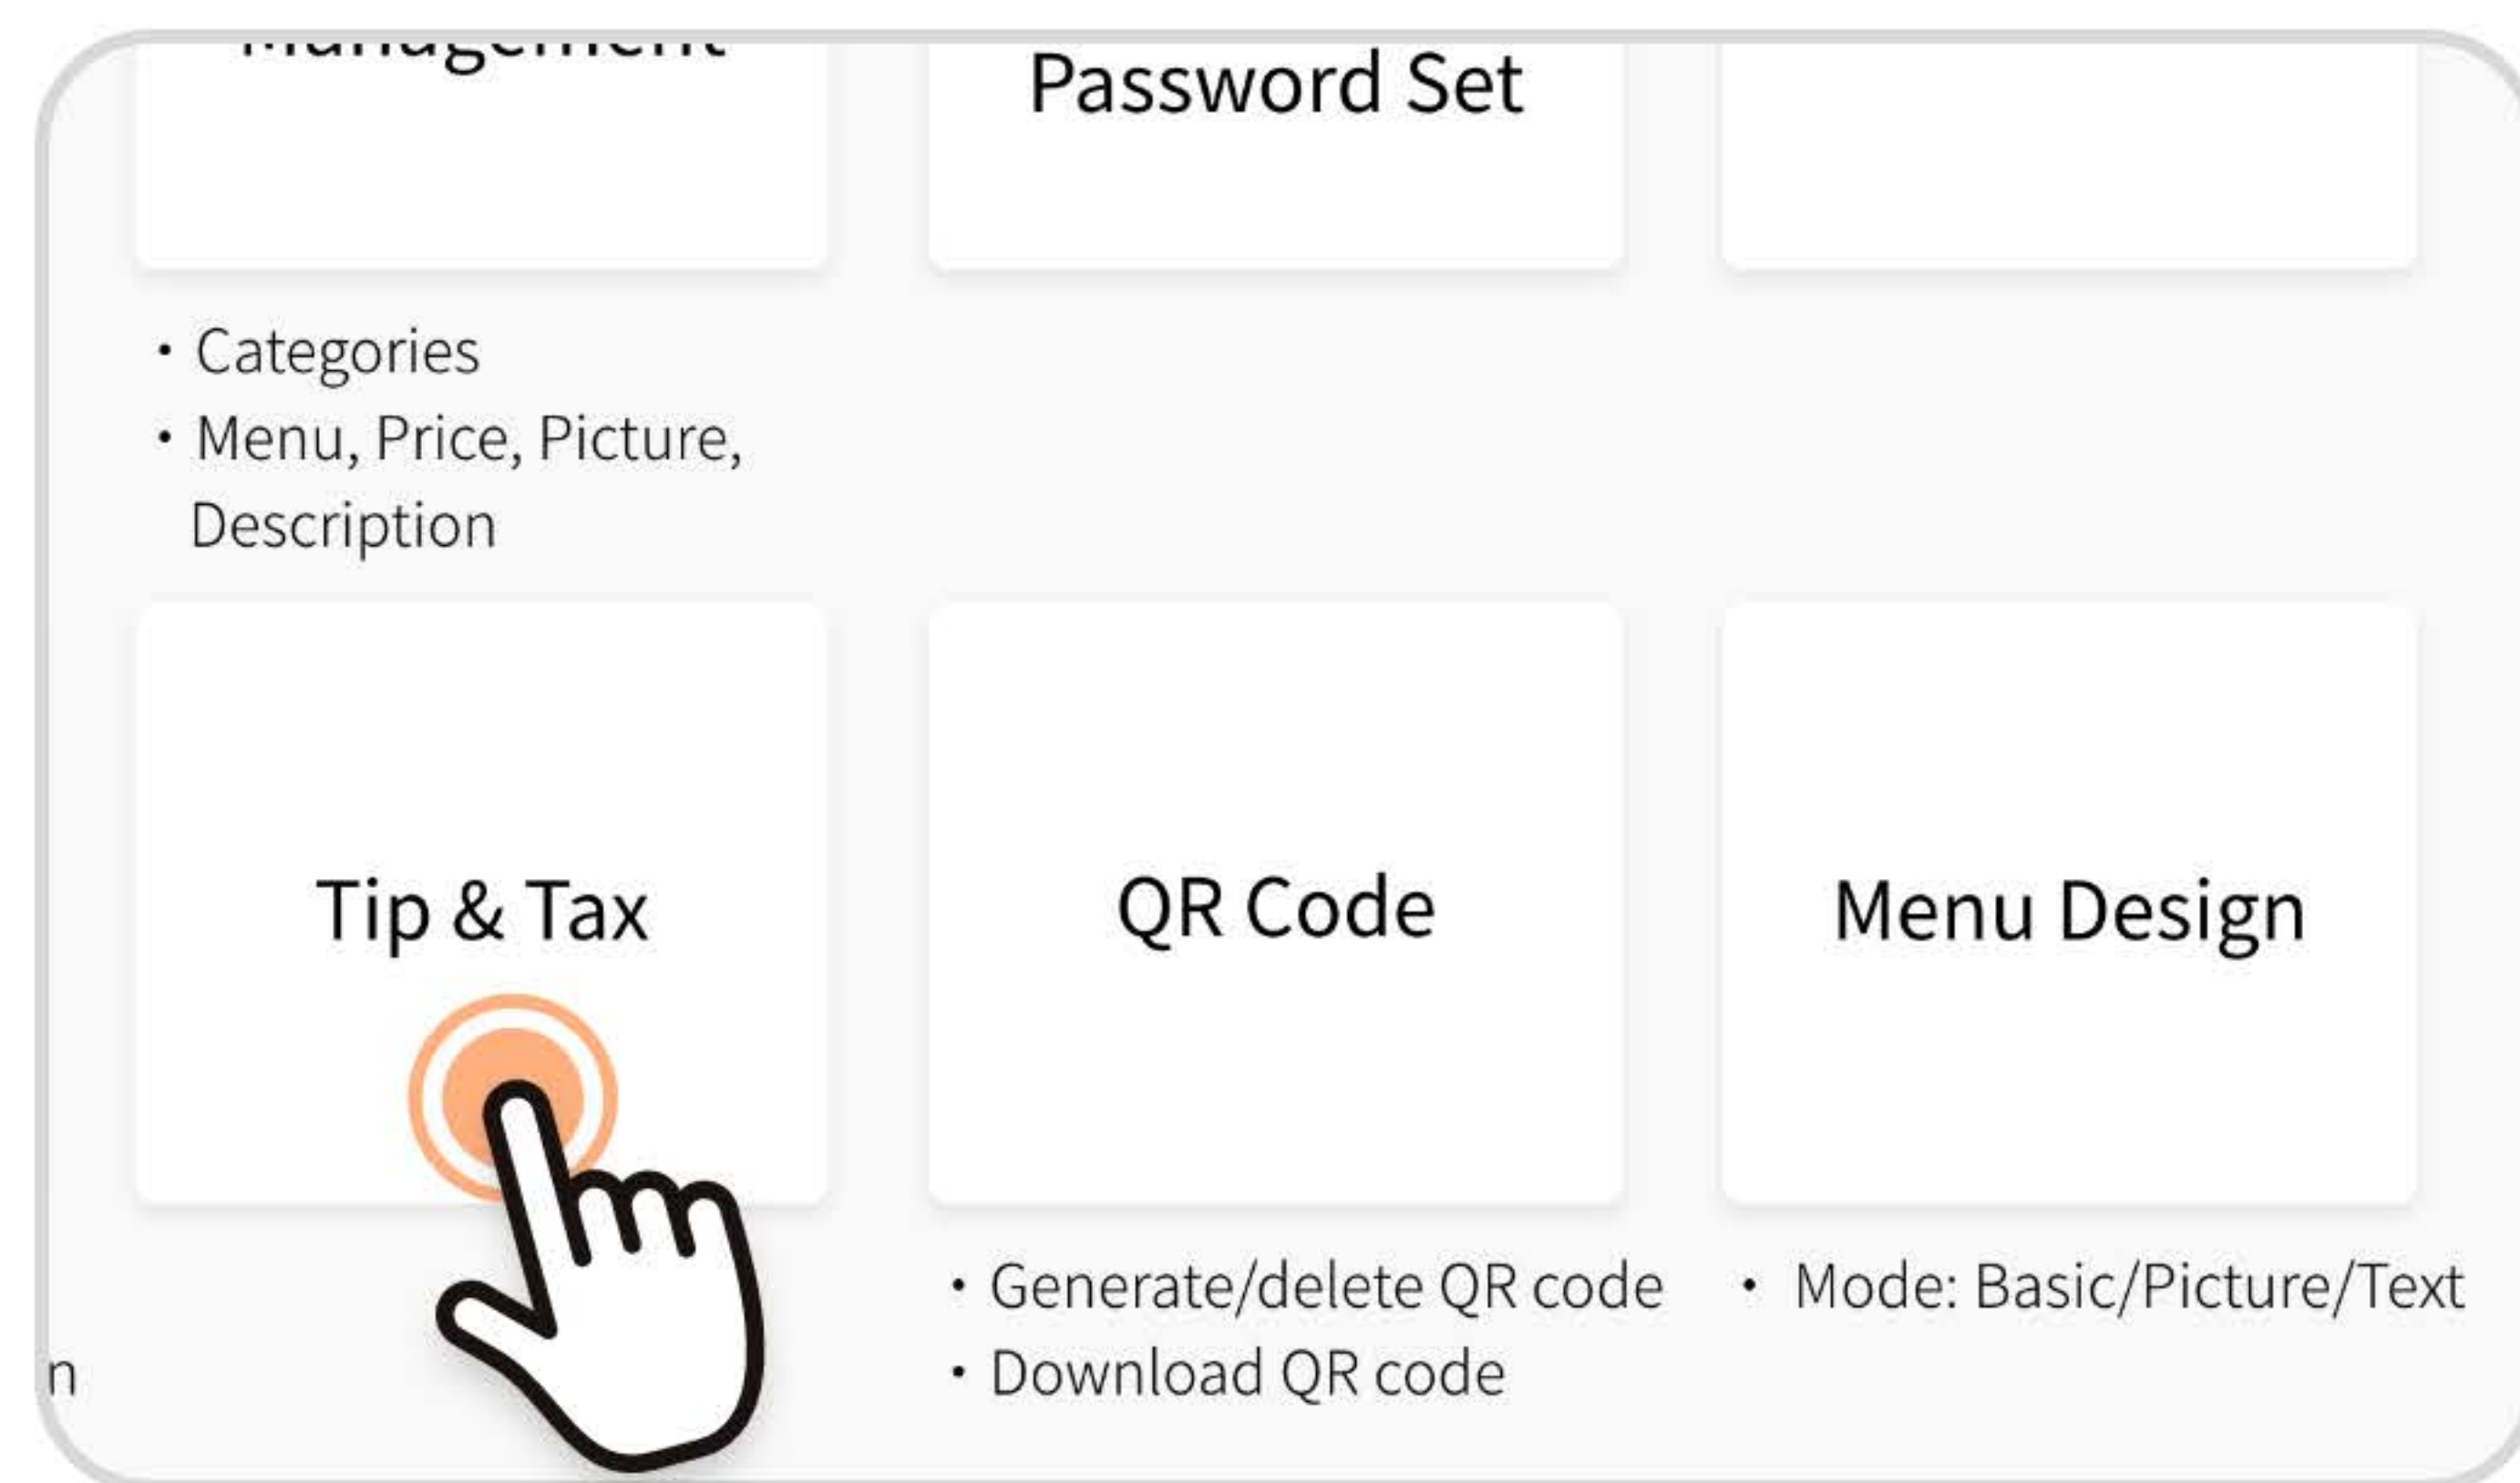 Management
Password Set
・Categories
・Menu, Price, Picture,
Description
Tip & Tax
QR Code
Menu Design
・Generate/delete QR code
・Download QR code
・ Mode: Basic/Picture/Text
n